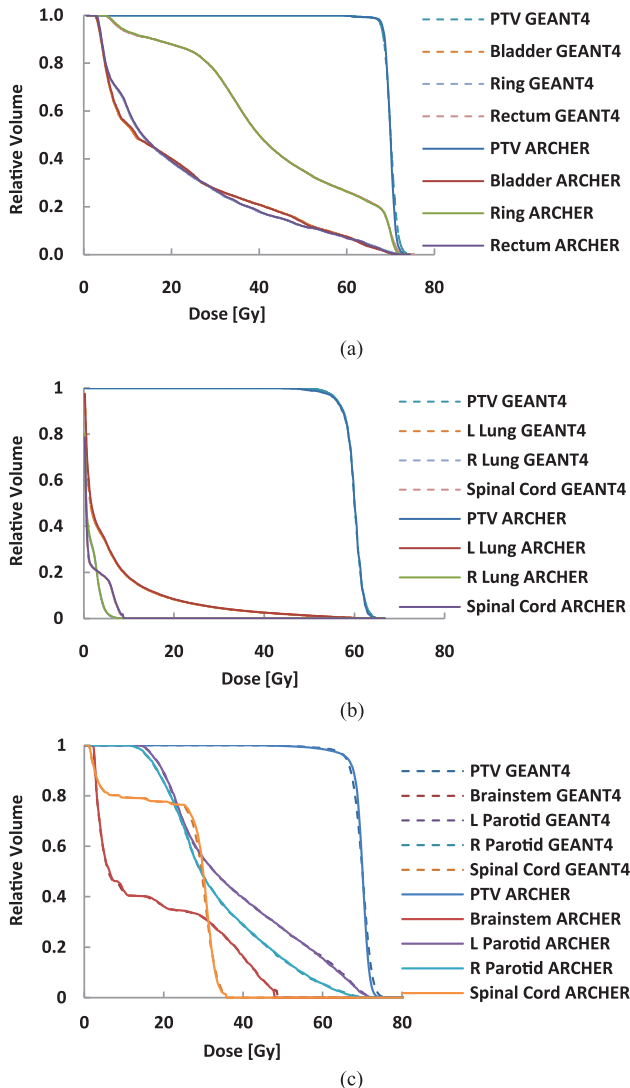 (a)
1.0
0.8
0.6
0.4
0.2
0.0
Relative Volume
0 20 40 60 80
Dose [Gy]
PTV GEANT4
Bladder GEANT4
Ring GEANT4
Rectum GEANT4
PTV ARCHER
Bladder ARCHER
Ring ARCHER
Rectum ARCHER
(b)
1
0.8
0.6
0.4
0.2
0
Relative Volume
0 20 40 60 80
Dose [Gy]
PTV GEANT4
L Lung GEANT4
R Lung GEANT4
Spinal Cord GEANT4
PTV ARCHER
L Lung ARCHER
R Lung ARCHER
Spinal Cord ARCHER
(c)
1
0.8
0.6
0.4
0.2
0
Relative Volume
0 20 40 60 80
Dose [Gy]
PTV GEANT4
Brainstem GEANT4
L Parotid GEANT4
R Parotid GEANT4
Spinal Cord GEANT4
PTV ARCHER
Brainstem ARCHER
L Parotid ARCHER
R Parotid ARCHER
Spinal Cord ARCHER